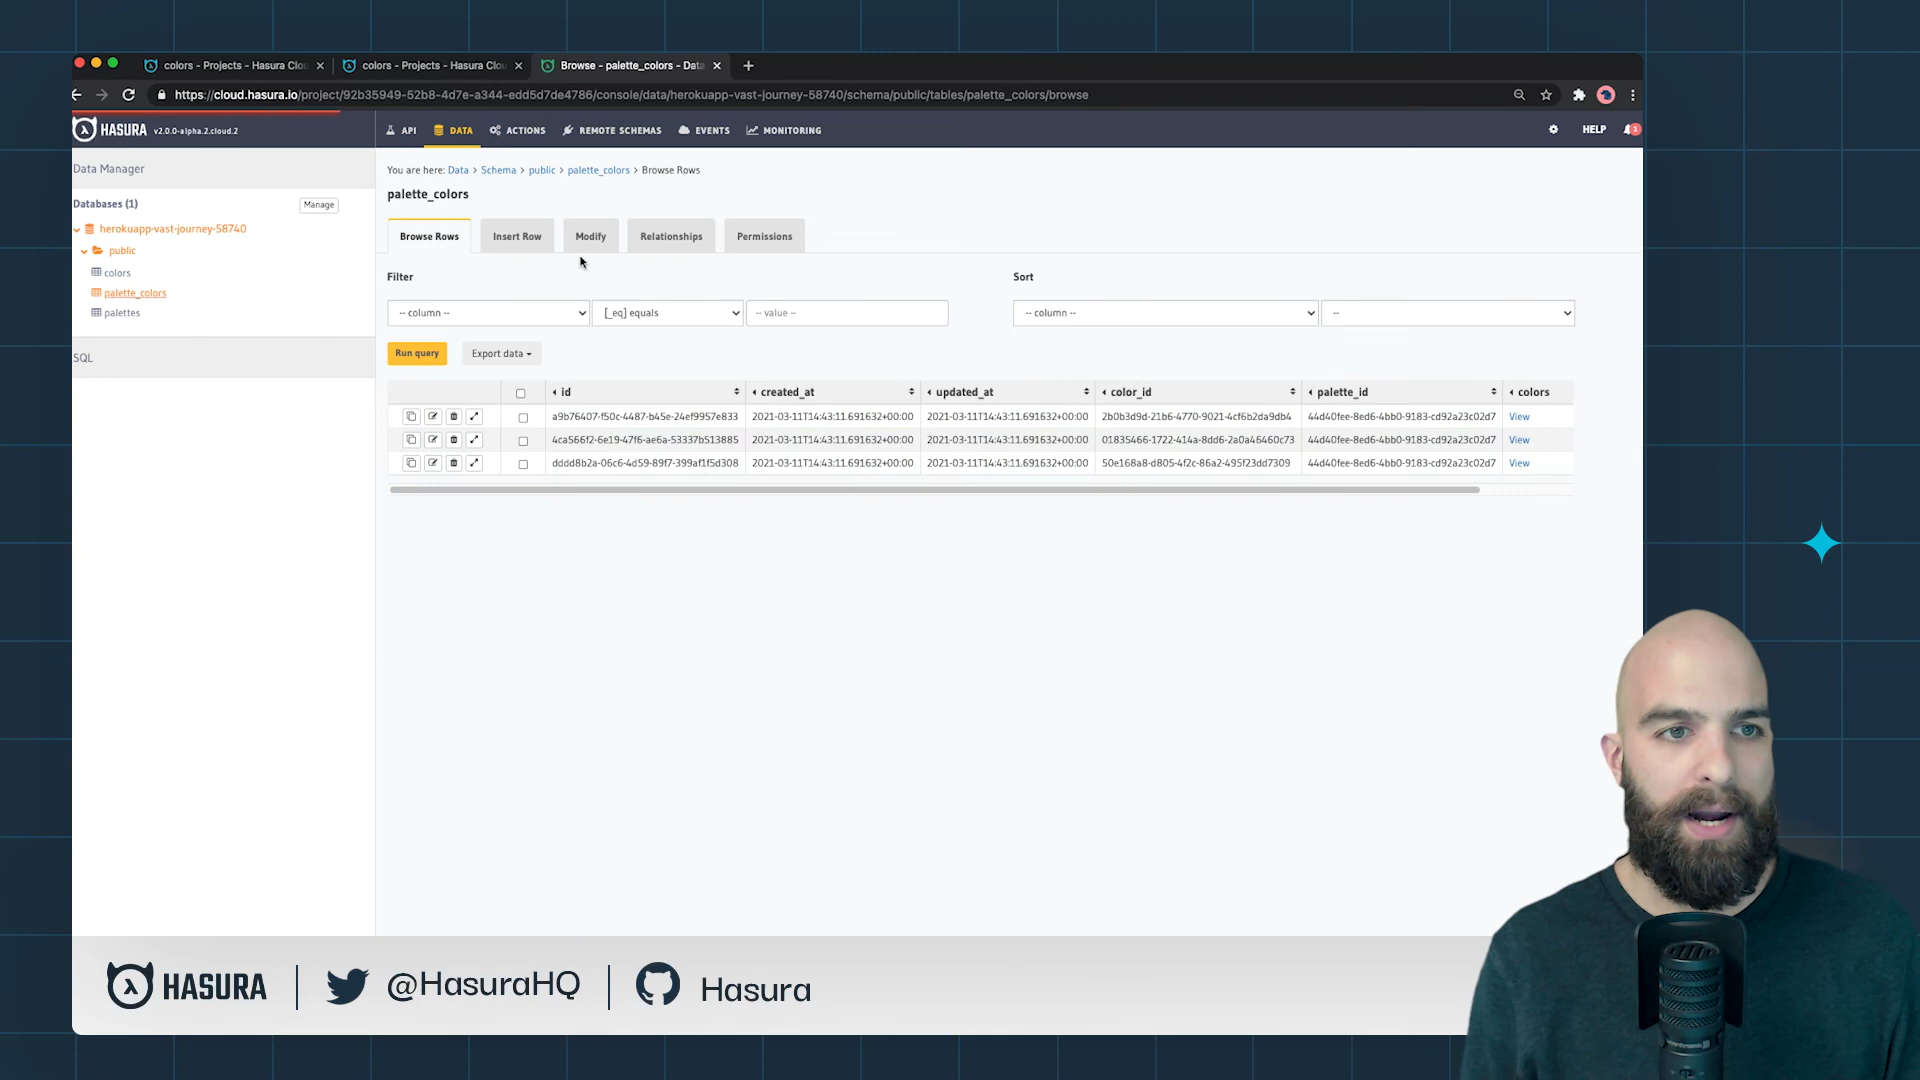 colors - Projects - Hasura Clou
colors - Projects - Hasura Clou
Browse - palette_colors - Data
https://cloud.hasura.io/project/92b35949-52b8-4d7e-a344-edd5d7de4786/console/data/herokuapp-vast-journey-58740/schema/public/tables/palette_colors/browse
HASURA v2.0.0-alpha.2.cloud.2
API DATA ACTIONS REMOTE SCHEMAS EVENTS MONITORING HELP 1
Data Manager
Databases (1) Manage
herokuapp-vast-journey-58740
public
colors
palette_colors
palettes
SQL
You are here: Data > Schema > public > palette_colors > Browse Rows
palette_colors
Browse Rows Insert Row Modify Relationships Permissions
Filter Sort
-- column -- [_eq] equals -- value -- -- column -- --
Run query Export data
id created_at updated_at color_id palette_id colors
a9b76407-f50c-4487-b45e-24ef9957e833 2021-03-11T14:43:11.691632+00:00 2021-03-11T14:43:11.691632+00:00 2b0b3d9d-21b6-4770-9021-4cf6b2da9db4 44d40fee-8ed6-4bb0-9183-cd92a23c02d7 View
4ca566f2-6e19-47f6-ae6a-53337b513885 2021-03-11T14:43:11.691632+00:00 2021-03-11T14:43:11.691632+00:00 01835466-1722-414a-8dd6-2a0a46460c73 44d40fee-8ed6-4bb0-9183-cd92a23c02d7 View
dddd8b2a-06c6-4d59-89f7-399af1f5d308 2021-03-11T14:43:11.691632+00:00 2021-03-11T14:43:11.691632+00:00 50e168a8-d805-4f2c-86a2-495f23dd7309 44d40fee-8ed6-4bb0-9183-cd92a23c02d7 View
HASURA @HasuraHQ Hasura